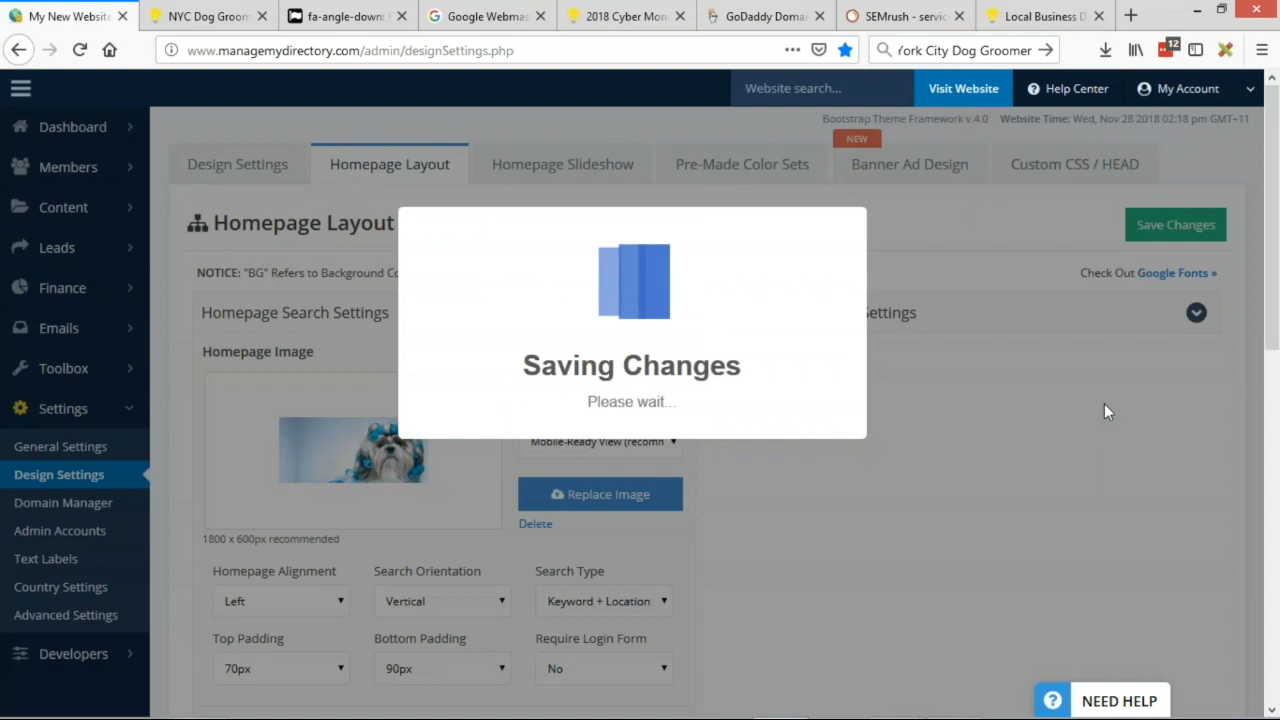 My New Website
NYC Dog Groom
fa-angle-down:
Google Webmas
2018 Cyber Mon
GoDaddy Domai
SEMrush - servic
Local Business D
www.managemydirectory.com/admin/designSettings.php
fork City Dog Groomer
12
Website search...
Visit Website
Help Center
My Account
Bootstrap Theme Framework v.4.0 Website Time: Wed, Nov 28 2018 02:18 pm GMT+11
Dashboard
Members
Content
Leads
Finance
Emails
Toolbox
Settings
General Settings
Design Settings
Domain Manager
Admin Accounts
Text Labels
Country Settings
Advanced Settings
Developers
NEW
Design Settings
Homepage Layout
Homepage Slideshow
Pre-Made Color Sets
Banner Ad Design
Custom CSS / HEAD
Homepage Layout
Save Changes
NOTICE: "BG" Refers to Background Co
Check Out Google Fonts »
Homepage Search Settings
Settings
Homepage Image
Saving Changes
Please wait...
Mobile-Ready View (recomn
Replace Image
Delete
1800 x 600px recommended
Homepage Alignment
Search Orientation
Search Type
Left
Vertical
Keyword + Location
Top Padding
Bottom Padding
Require Login Form
70px
90px
No
NEED HELP